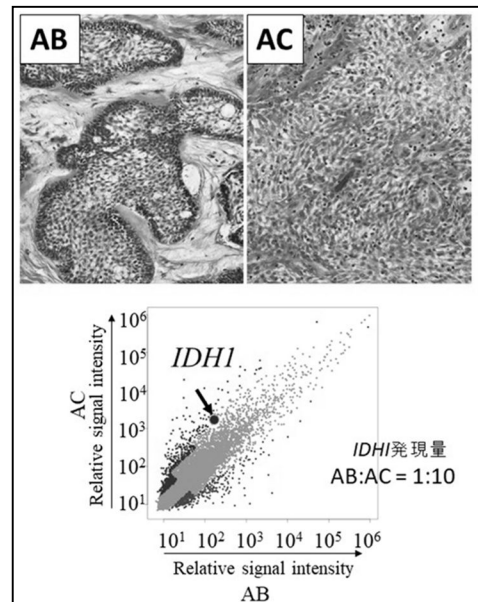 AB
AC
AC
Relative signal intensity
10⁶
10⁵
10⁴
10³
10²
10¹
IDH1
IDHI発現量
AB:AC = 1:10
10¹ 10² 10³ 10⁴ 10⁵ 10⁶
Relative signal intensity
AB